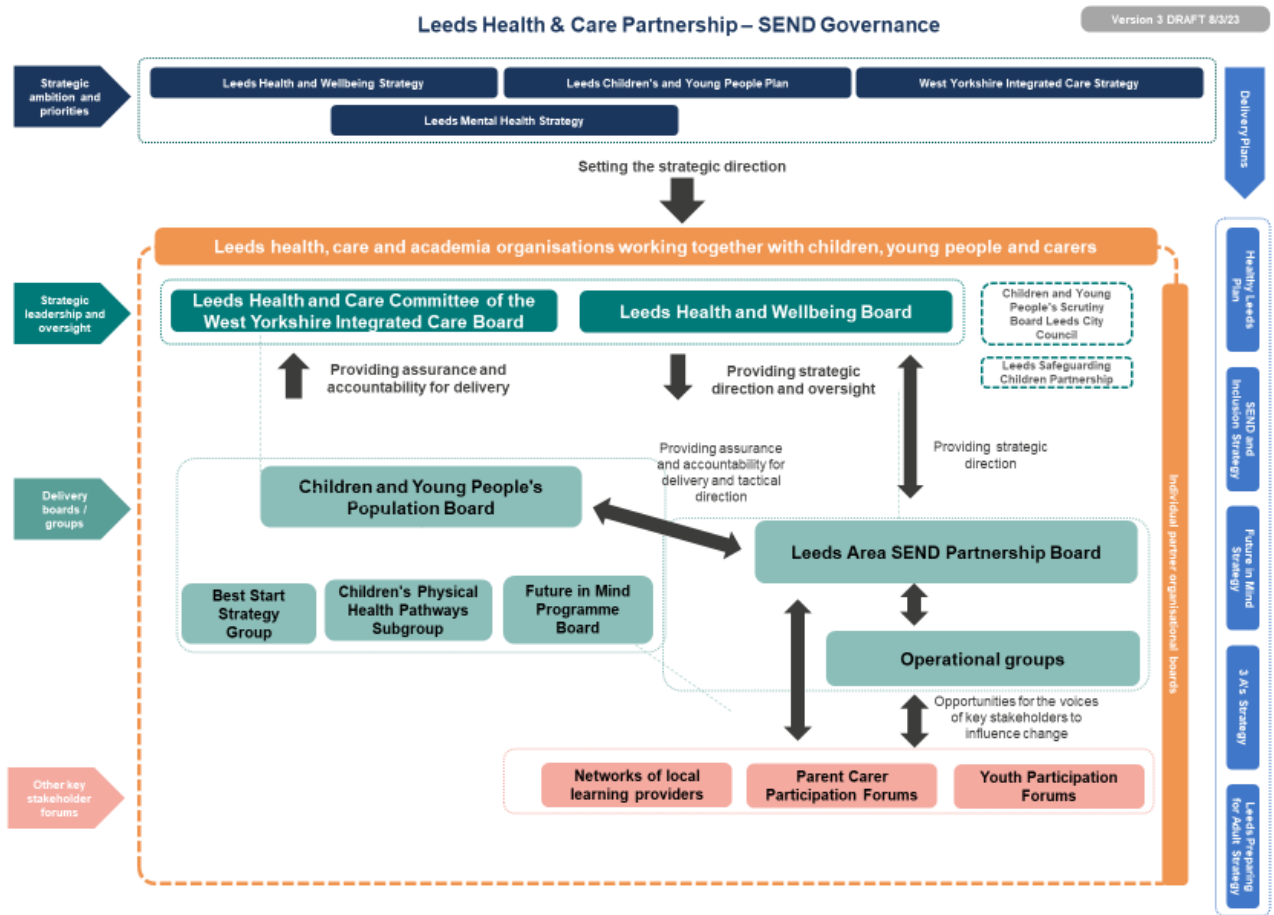 Leeds Health & Care Partnership – SEND Governance
Version 3 DRAFT 8/3/23
Strategic
ambition and
priorities
Leeds Health and Wellbeing Strategy
Leeds Children's and Young People Plan
West Yorkshire Integrated Care Strategy
Leeds Mental Health Strategy
Delivery Plans
Setting the strategic direction
Leeds health, care and academia organisations working together with children, young people and carers
Strategic
leadership and
oversight
Leeds Health and Care Committee of the
West Yorkshire Integrated Care Board
Leeds Health and Wellbeing Board
Children and Young
People's Scrutiny
Board Leeds City
Council
Leeds Safeguarding
Children Partnership
Providing assurance and
accountability for delivery
Providing strategic
direction and oversight
Providing assurance
and accountability for
delivery and tactical
direction
Providing strategic
direction
Delivery
boards /
groups
Children and Young People's
Population Board
Leeds Area SEND Partnership Board
Best Start
Strategy
Group
Children's Physical
Health Pathways
Subgroup
Future in Mind
Programme
Board
Operational groups
Opportunities for the voices
of key stakeholders to
influence change
Other key
stakeholder
forums
Networks of local
learning providers
Parent Carer
Participation Forums
Youth Participation
Forums
Individual partner organisational boards
Healthy Leeds
Plan
SEND and
Inclusion Strategy
Future in Mind
Strategy
3 A's Strategy
Leeds Preparing
for Adult Strategy